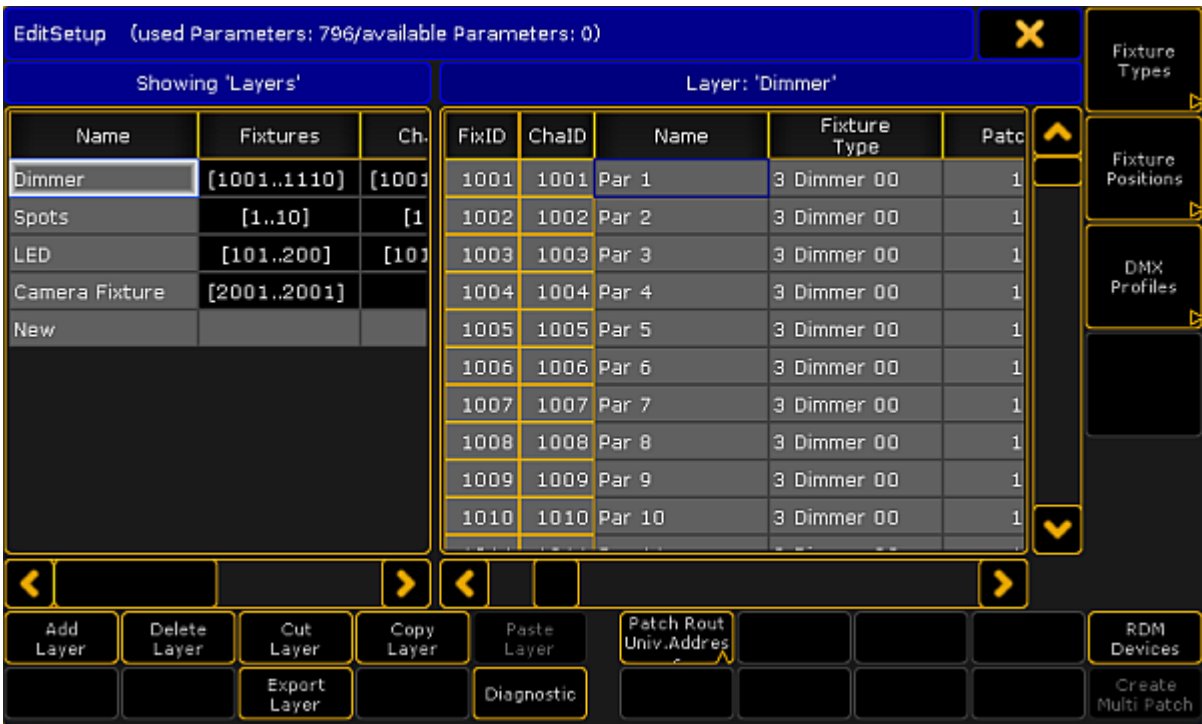 EditSetup (used Parameters: 796/available Parameters: 0)
Fixture
Types
Showing 'Layers'
Layer: 'Dimmer'
Name Fixtures Ch.
FixID ChaID Name Fixture Type Patc
Dimmer [1001..1110] [1001
Spots [1..10] [1
LED [101..200] [101
Camera Fixture [2001..2001]
New
1001 1001 Par 1 3 Dimmer 00 1
1002 1002 Par 2 3 Dimmer 00 1
1003 1003 Par 3 3 Dimmer 00 1
1004 1004 Par 4 3 Dimmer 00 1
1005 1005 Par 5 3 Dimmer 00 1
1006 1006 Par 6 3 Dimmer 00 1
1007 1007 Par 7 3 Dimmer 00 1
1008 1008 Par 8 3 Dimmer 00 1
1009 1009 Par 9 3 Dimmer 00 1
1010 1010 Par 10 3 Dimmer 00 1
Fixture
Positions
DMX
Profiles
Add
Layer
Delete
Layer
Cut
Layer
Copy
Layer
Paste
Layer
Patch Rout
Univ.Addres
RDM
Devices
Export
Layer
Diagnostic
Create
Multi Patch